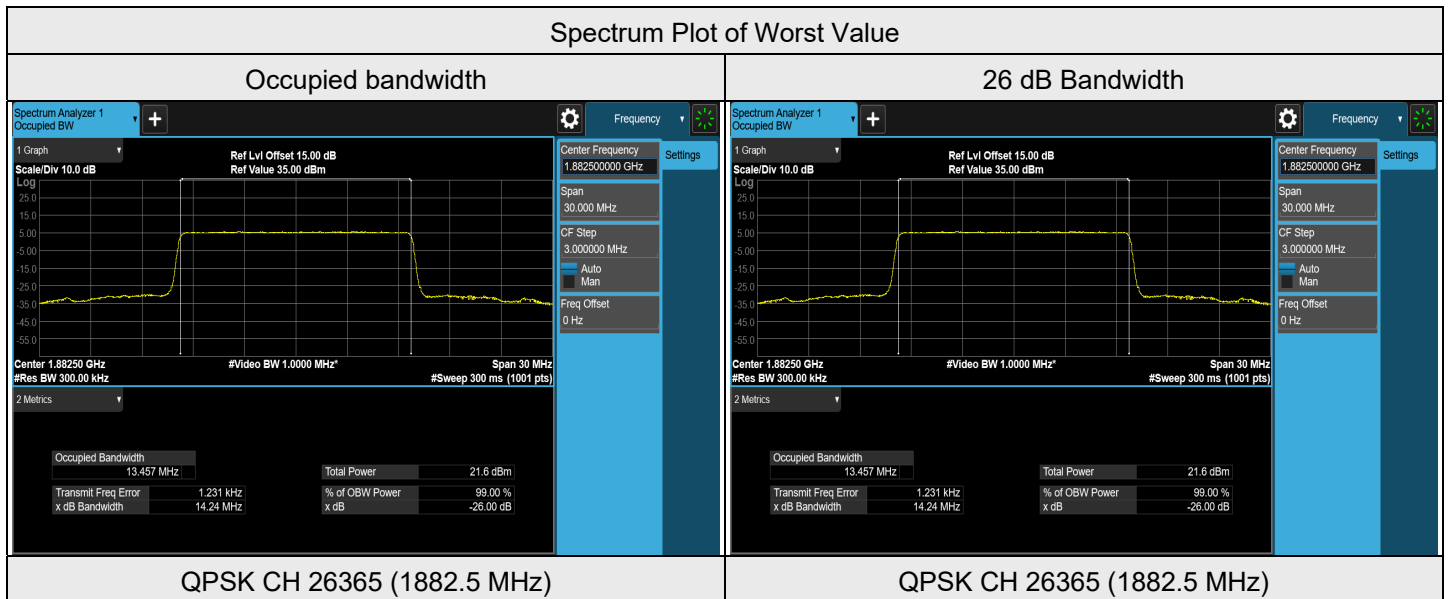 Spectrum Plot of Worst Value
Occupied bandwidth
26 dB Bandwidth
Spectrum Analyzer 1
Occupied BW
+
Frequency
1 Graph
Scale/Div 10.0 dB
Ref Lvl Offset 15.00 dB
Ref Value 35.00 dBm
Log
25.0
15.0
5.00
-5.00
-15.0
-25.0
-35.0
-45.0
-55.0
Center 1.88250 GHz
#Video BW 1.0000 MHz*
Span 30 MHz
#Res BW 300.00 kHz
#Sweep 300 ms (1001 pts)
Center Frequency
1.882500000 GHz
Settings
Span
30.000 MHz
CF Step
3.000000 MHz
Auto
Man
Freq Offset
0 Hz
2 Metrics
Occupied Bandwidth
13.457 MHz
Total Power 21.6 dBm
Transmit Freq Error 1.231 kHz
% of OBW Power 99.00 %
x dB Bandwidth 14.24 MHz
x dB -26.00 dB
Spectrum Analyzer 1
Occupied BW
+
Frequency
1 Graph
Scale/Div 10.0 dB
Ref Lvl Offset 15.00 dB
Ref Value 35.00 dBm
Log
25.0
15.0
5.00
-5.00
-15.0
-25.0
-35.0
-45.0
-55.0
Center 1.88250 GHz
#Video BW 1.0000 MHz*
Span 30 MHz
#Res BW 300.00 kHz
#Sweep 300 ms (1001 pts)
Center Frequency
1.882500000 GHz
Settings
Span
30.000 MHz
CF Step
3.000000 MHz
Auto
Man
Freq Offset
0 Hz
2 Metrics
Occupied Bandwidth
13.457 MHz
Total Power 21.6 dBm
Transmit Freq Error 1.231 kHz
% of OBW Power 99.00 %
x dB Bandwidth 14.24 MHz
x dB -26.00 dB
QPSK CH 26365 (1882.5 MHz)
QPSK CH 26365 (1882.5 MHz)